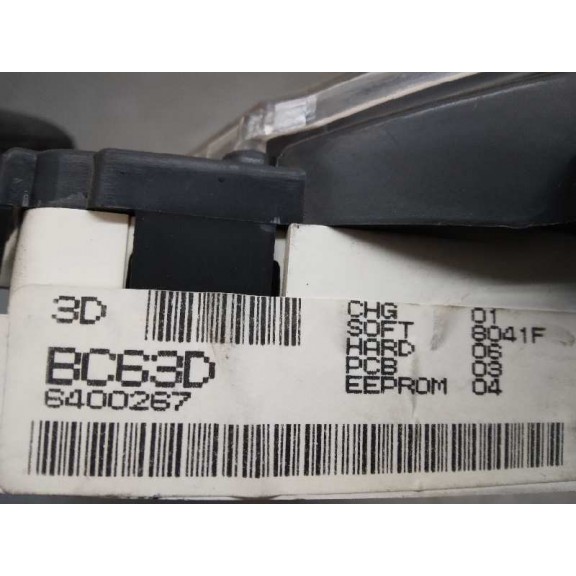 3D
BC63D
6400267
CHG 01
SOFT 8041F
HARD 06
PCB 03
EEPROM 04